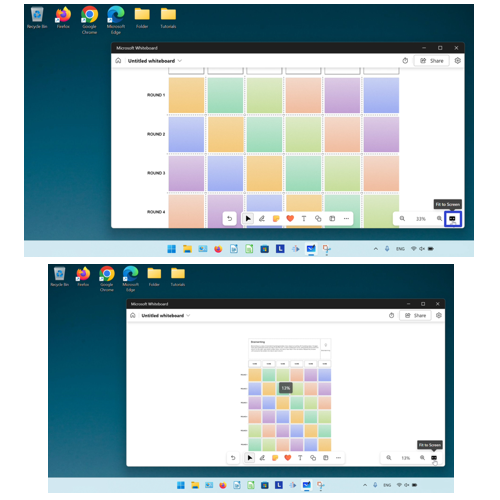 Recycle Bin Firefox Google Chrome Microsoft Edge Folder Tutorials
Microsoft Whiteboard
Untitled whiteboard Share
ROUND 1
ROUND 2
ROUND 3
ROUND 4
Fit to Screen
33%
ENG
Recycle Bin Firefox Google Chrome Microsoft Edge Folder Tutorials
Microsoft Whiteboard
Untitled whiteboard Share
13%
Fit to Screen
13%
ENG